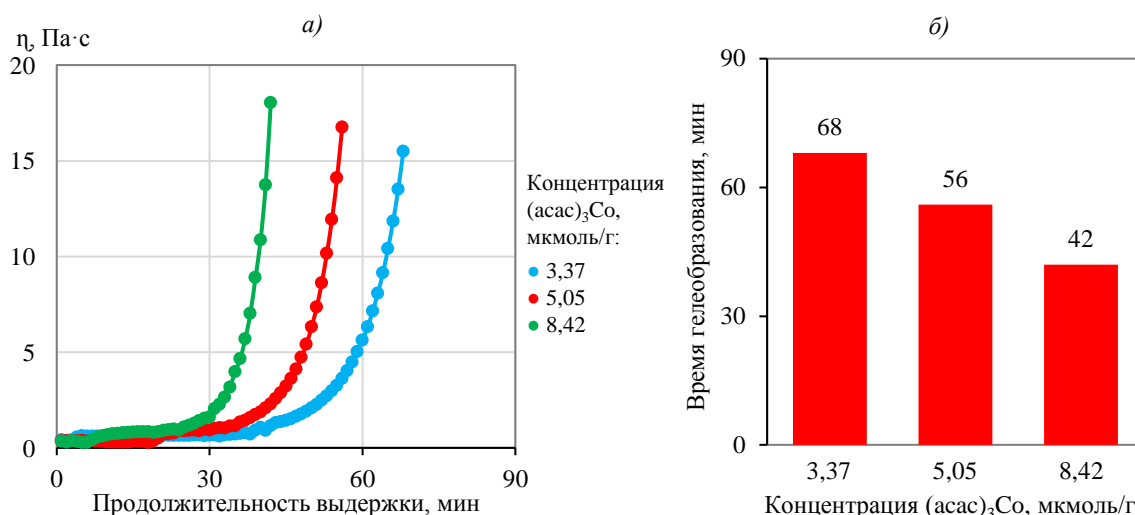 а)
η, Па·с
20
15
10
5
0
0
30
60
90
Продолжительность выдержки, мин
Концентрация
(acac)₃Co,
мкмоль/г:
3,37
5,05
8,42
б)
Время гелеобразования, мин
90
60
30
0
68
56
42
3,37
5,05
8,42
Концентрация (acac)₃Co, мкмоль/г